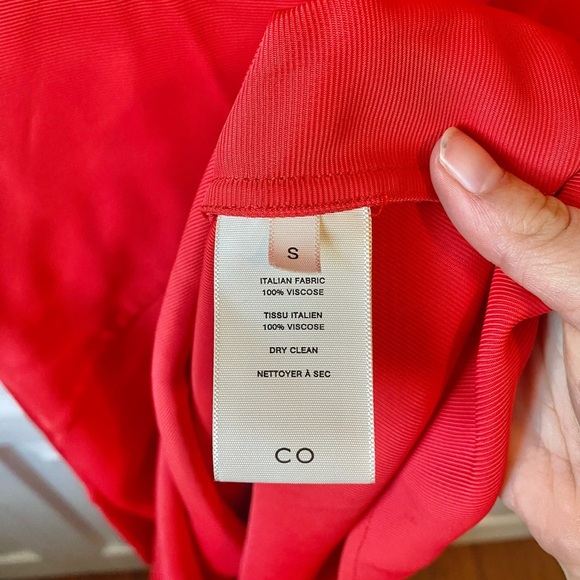 S
ITALIAN FABRIC
100% VISCOSE
TISSU ITALIEN
100% VISCOSE
DRY CLEAN
NETTOYER À SEC
CO